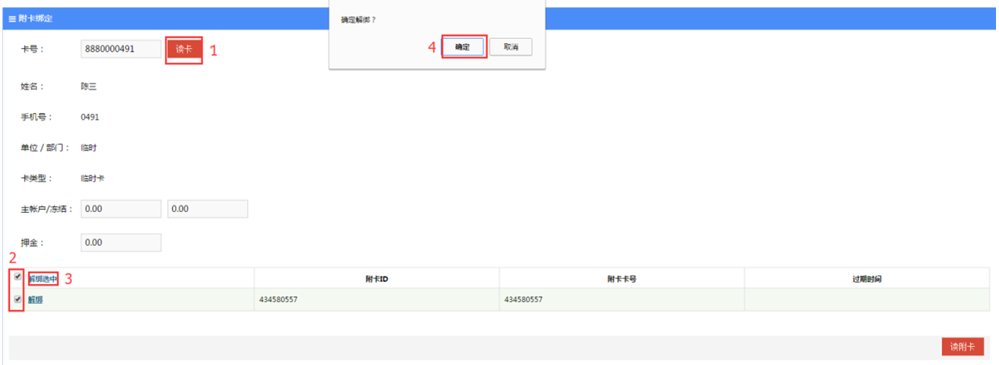 附卡绑定
确定解绑？
4 确定 取消
卡号： 8880000491 读卡 1
姓名： 陈三
手机号： 0491
单位 / 部门： 临时
卡类型： 临时卡
主帐户/冻结： 0.00 0.00
押金： 0.00
2
解绑选中 3 附卡ID 附卡卡号 过期时间
解绑 434580557 434580557
读附卡